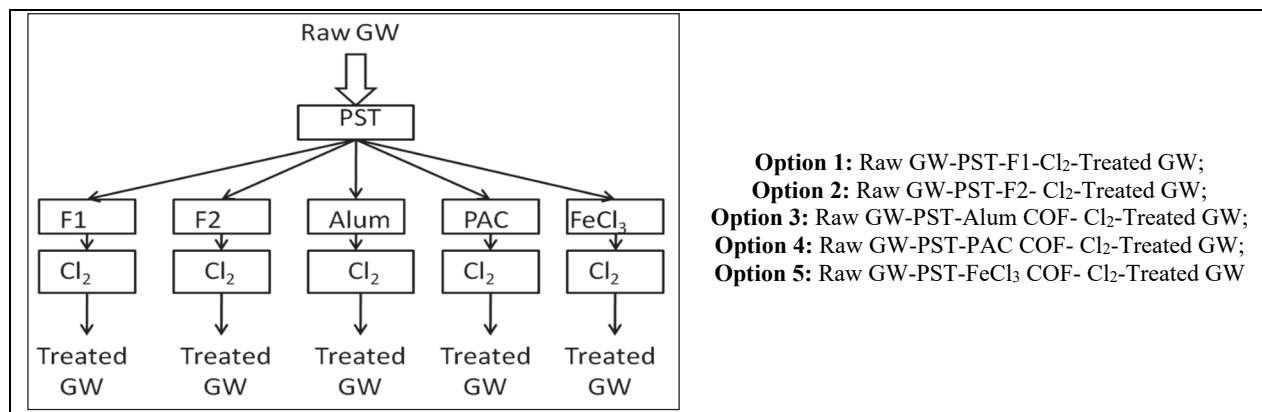 Raw GW
PST
F1 F2 Alum PAC FeCl₃
Cl₂ Cl₂ Cl₂ Cl₂ Cl₂
Treated Treated Treated Treated Treated
GW GW GW GW GW
Option 1: Raw GW-PST-F1-Cl₂-Treated GW;
Option 2: Raw GW-PST-F2- Cl₂-Treated GW;
Option 3: Raw GW-PST-Alum COF- Cl₂-Treated GW;
Option 4: Raw GW-PST-PAC COF- Cl₂-Treated GW;
Option 5: Raw GW-PST-FeCl₃ COF- Cl₂-Treated GW